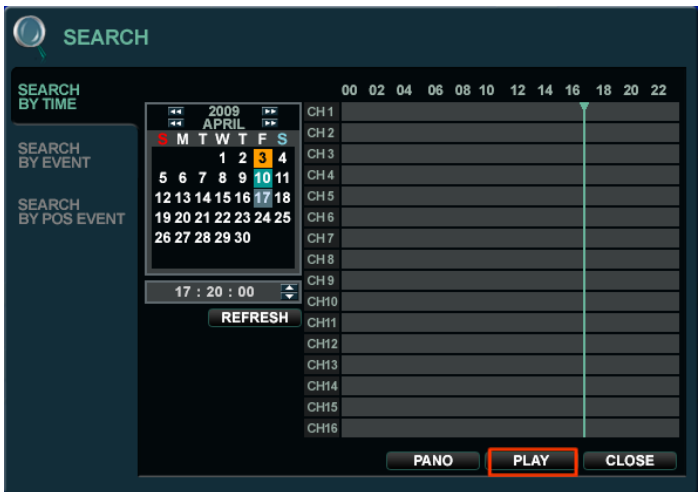 SEARCH
SEARCH
BY TIME
SEARCH
BY EVENT
SEARCH
BY POS EVENT
2009
APRIL
S M T W T F S
1 2 3 4
5 6 7 8 9 10 11
12 13 14 15 16 17 18
19 20 21 22 23 24 25
26 27 28 29 30
17 : 20 : 00
REFRESH
00 02 04 06 08 10 12 14 16 18 20 22
CH 1
CH 2
CH 3
CH 4
CH 5
CH 6
CH 7
CH 8
CH 9
CH10
CH11
CH12
CH13
CH14
CH15
CH16
PANO PLAY CLOSE